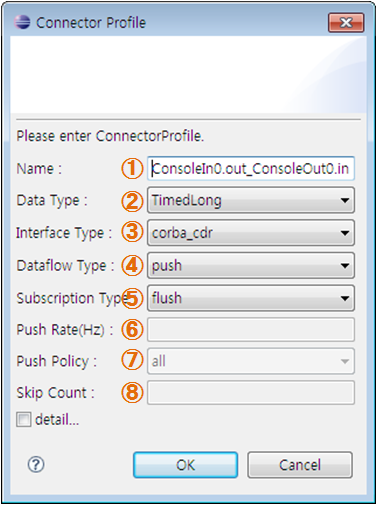 Connector Profile
Please enter ConnectorProfile.
Name : ① ConsoleIn0.out_ConsoleOut0.in
Data Type : ② TimedLong
Interface Type : ③ corba_cdr
Dataflow Type : ④ push
Subscription Type ⑤ flush
Push Rate(Hz) : ⑥
Push Policy : ⑦ all
Skip Count : ⑧
detail...
? OK Cancel